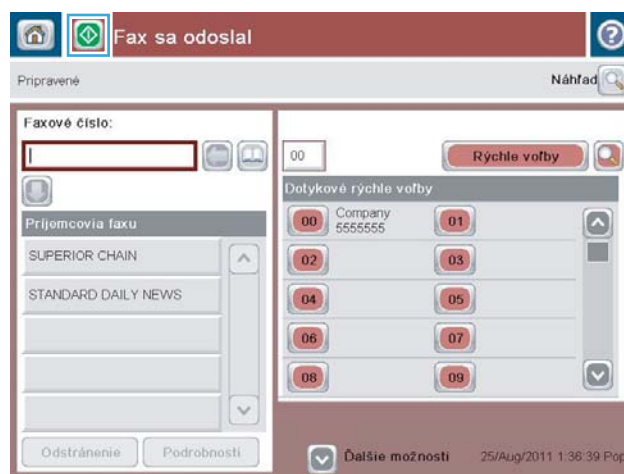 Fax sa odoslal
Pripravené
Náhľad
Faxové číslo:
00
Rýchle voľby
Dotykové rýchle voľby
Príjemcovia faxu
SUPERIOR CHAIN
STANDARD DAILY NEWS
00 Company 5555555 01
02 03
04 05
06 07
08 09
Odstránenie Podrobnosti
Ďalšie možnosti
25/Aug/2011 1:36:39 Pop